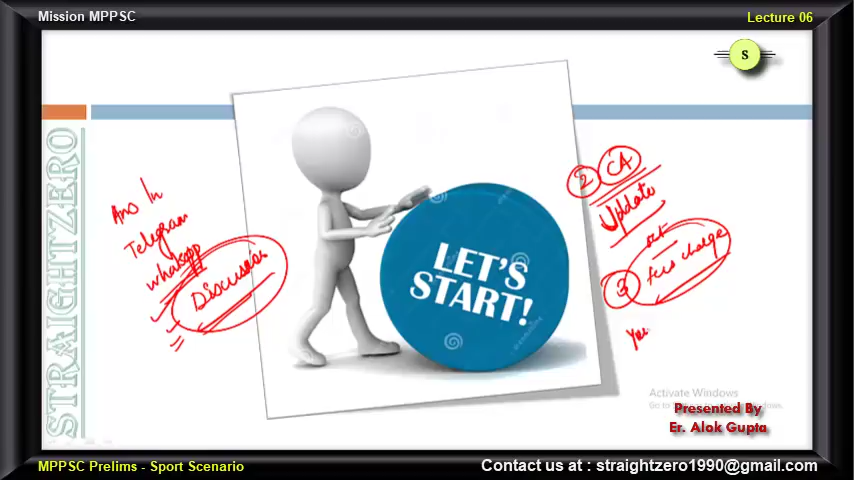 Mission MPPSC
Lecture 06
S
STRAIGHTZERO
Ans In
Telegram
whatsapp
Discussion
LET'S
START!
2 CA
Update
3
charge
Activate Windows
Presented By
Er. Alok Gupta
MPPSC Prelims - Sport Scenario
Contact us at : straightzero1990@gmail.com